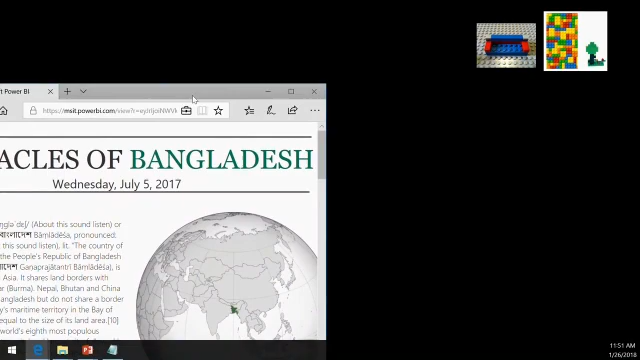 sit Power BI
https://msit.powerbi.com/view?r=eyJrIjoiNWVk
ACLES OF BANGLADESH
Wednesday, July 5, 2017
(About this sound listen) or
বাংলাদেশ Bāṃlādēśa, pronounced:
this sound listen), lit. "The country of
the People's Republic of Bangladesh
Gaṇaprajātantrī Bāṃlādēśa), is
Asia. It shares land borders with
ar (Burma). Nepal, Bhutan and China
angladesh but do not share a border
y's maritime territory in the Bay of
equal to the size of its land area.[10]
world's eighth most populous
11:51 AM
1/26/2018